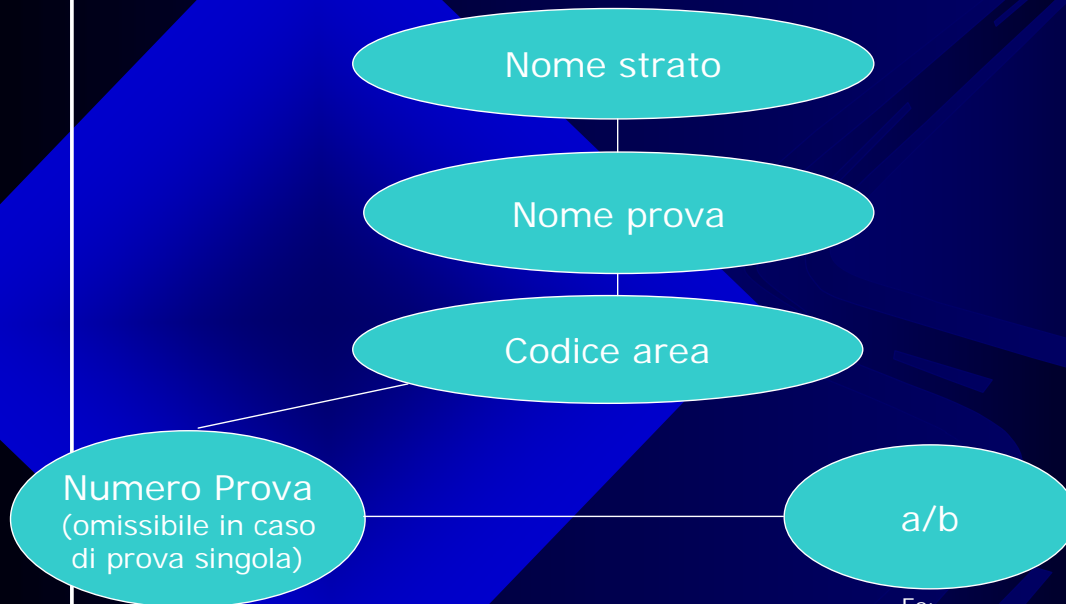 Nome strato
Nome prova
Codice area
Numero Prova
(omissibile in caso
di prova singola)
a/b